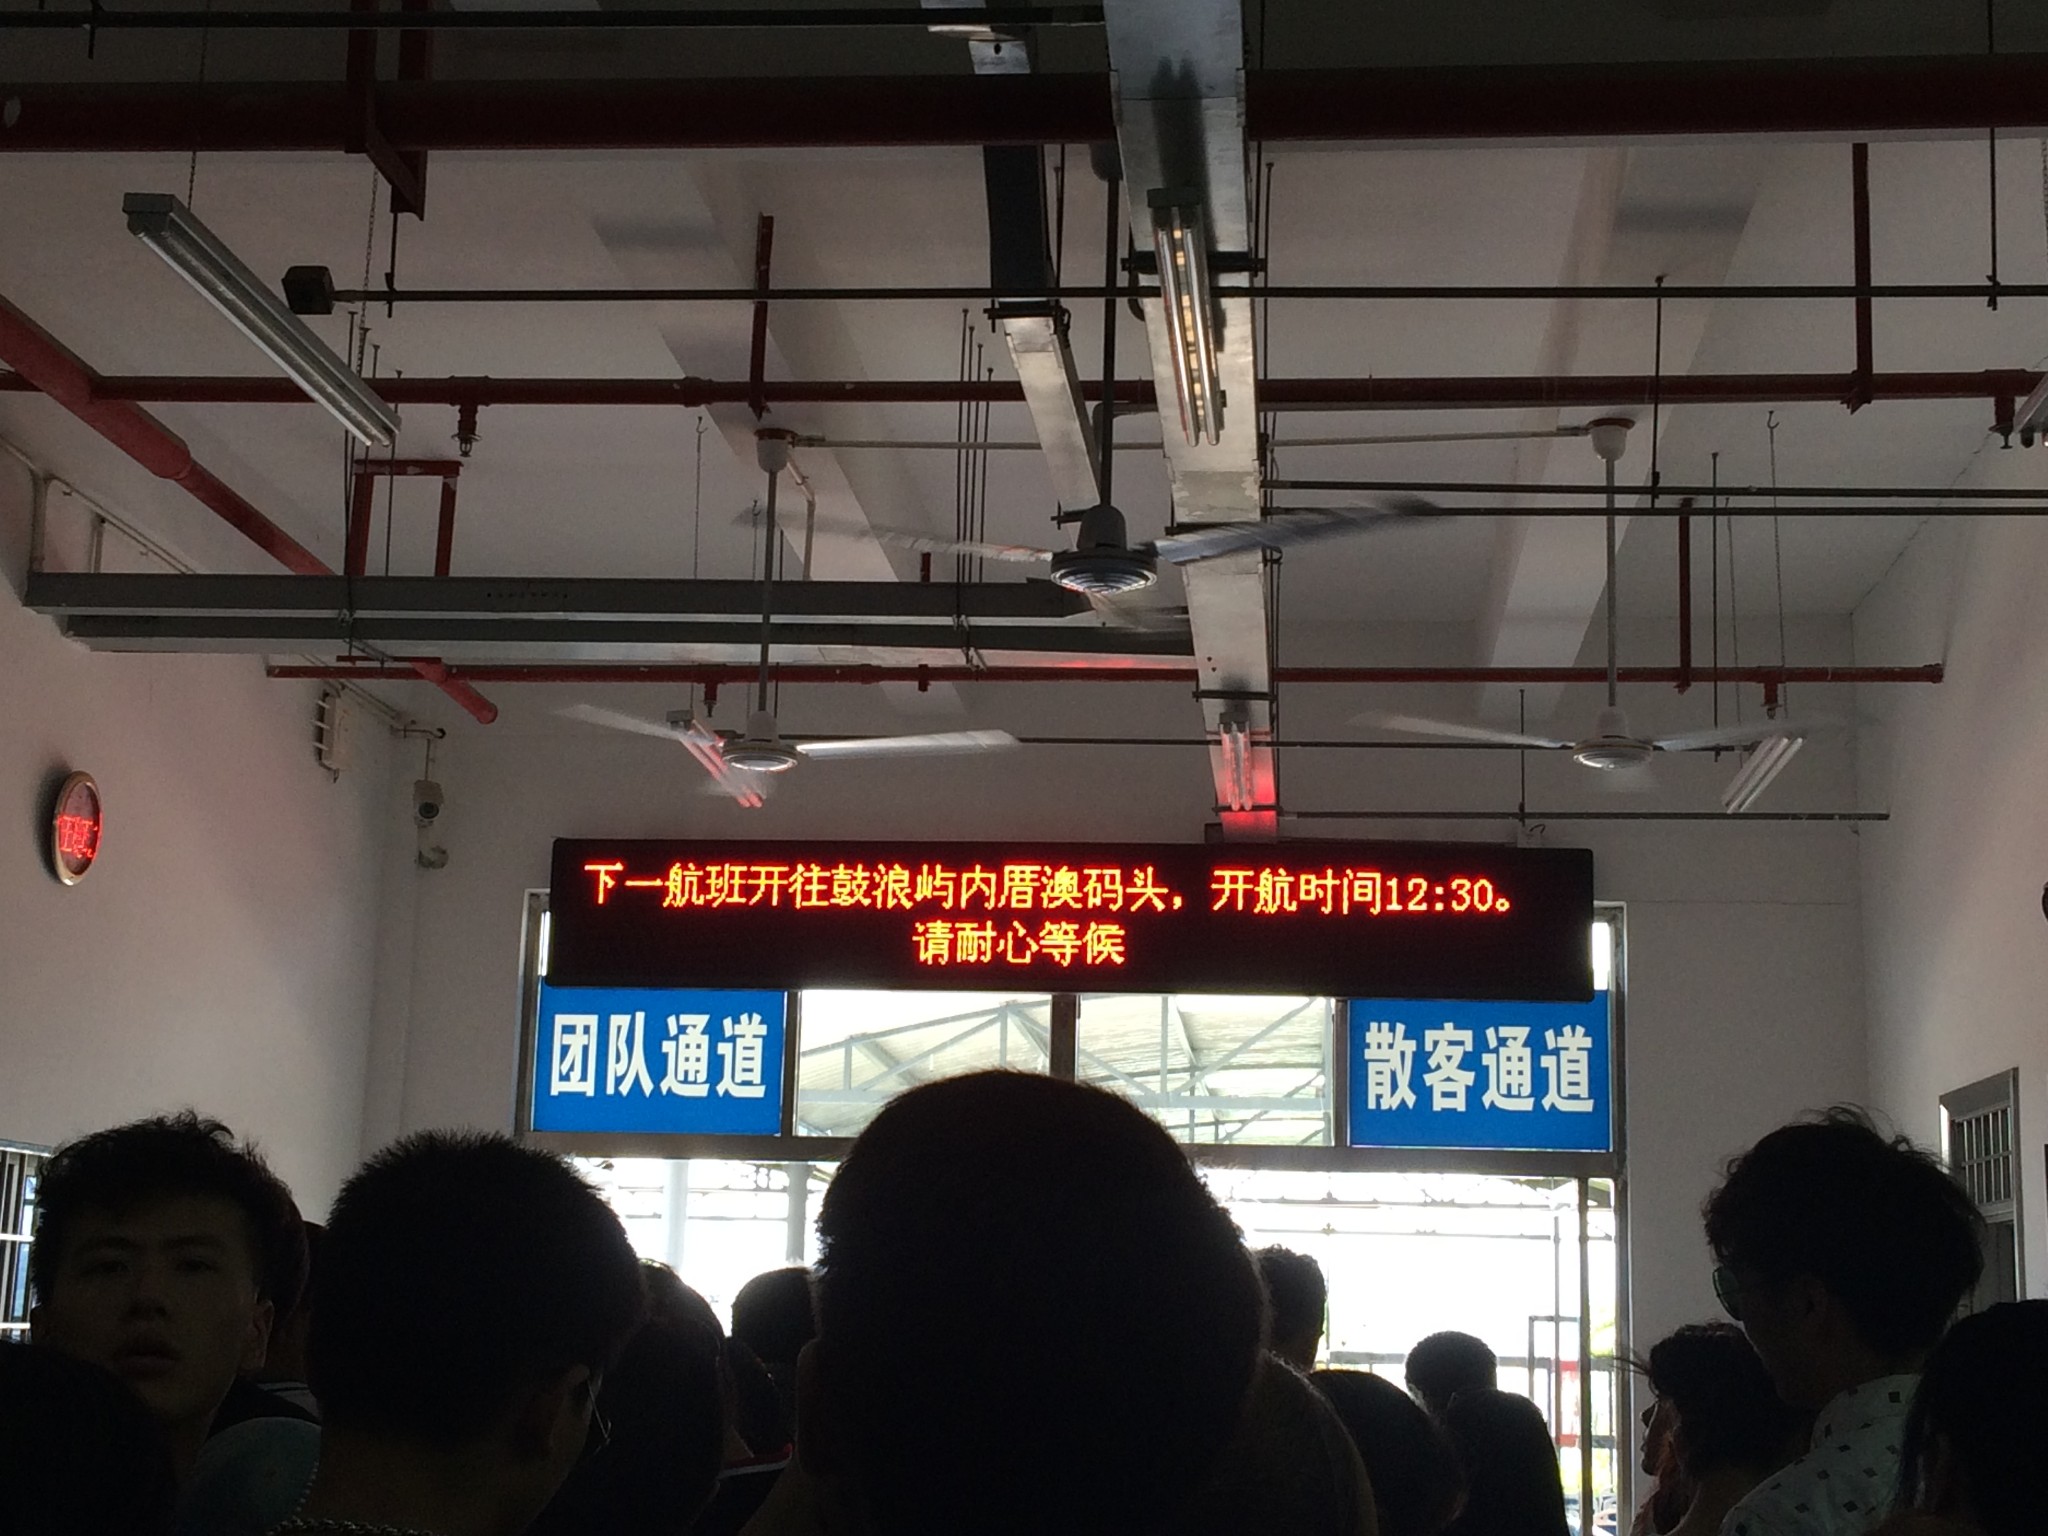 下一航班开往鼓浪屿内厝澳码头，开航时间12:30。
请耐心等候
团队通道
散客通道